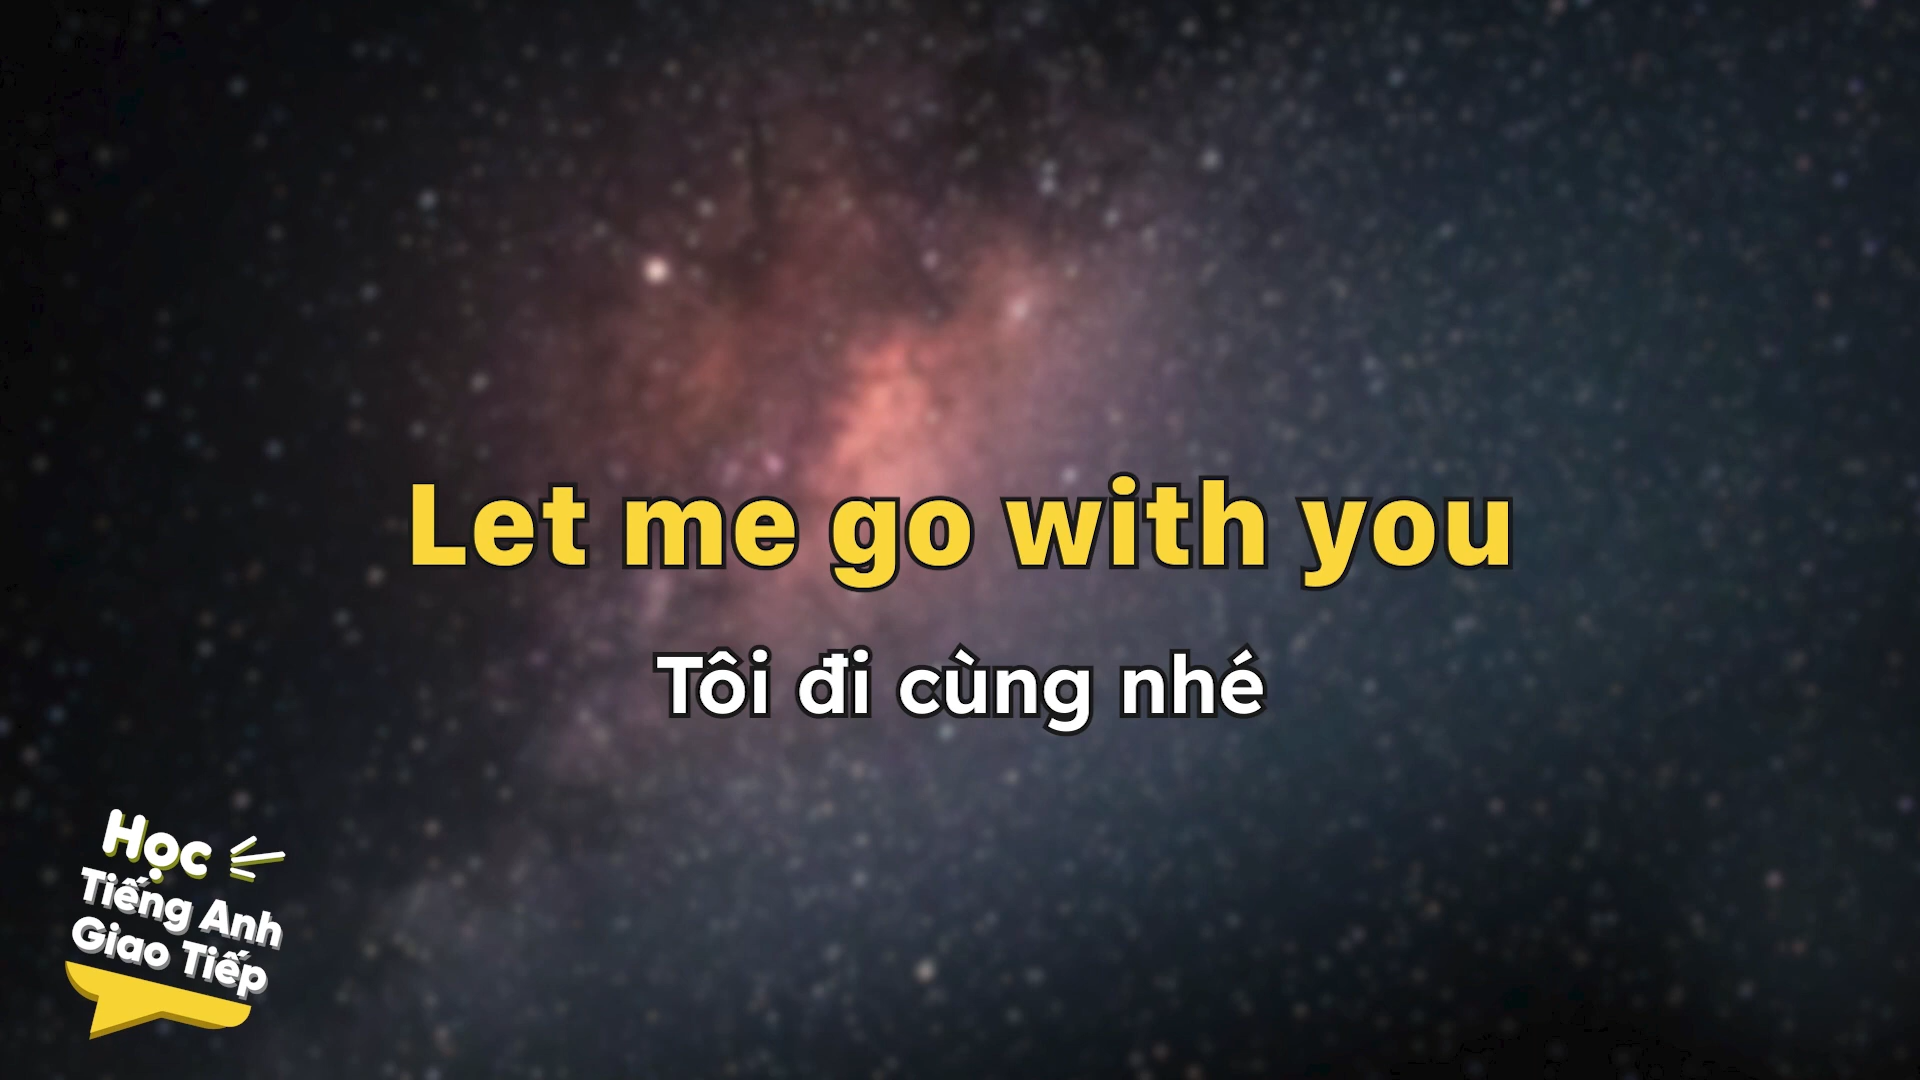 Let me go with you
Tôi đi cùng nhé
Học
Tiếng Anh
Giao Tiếp